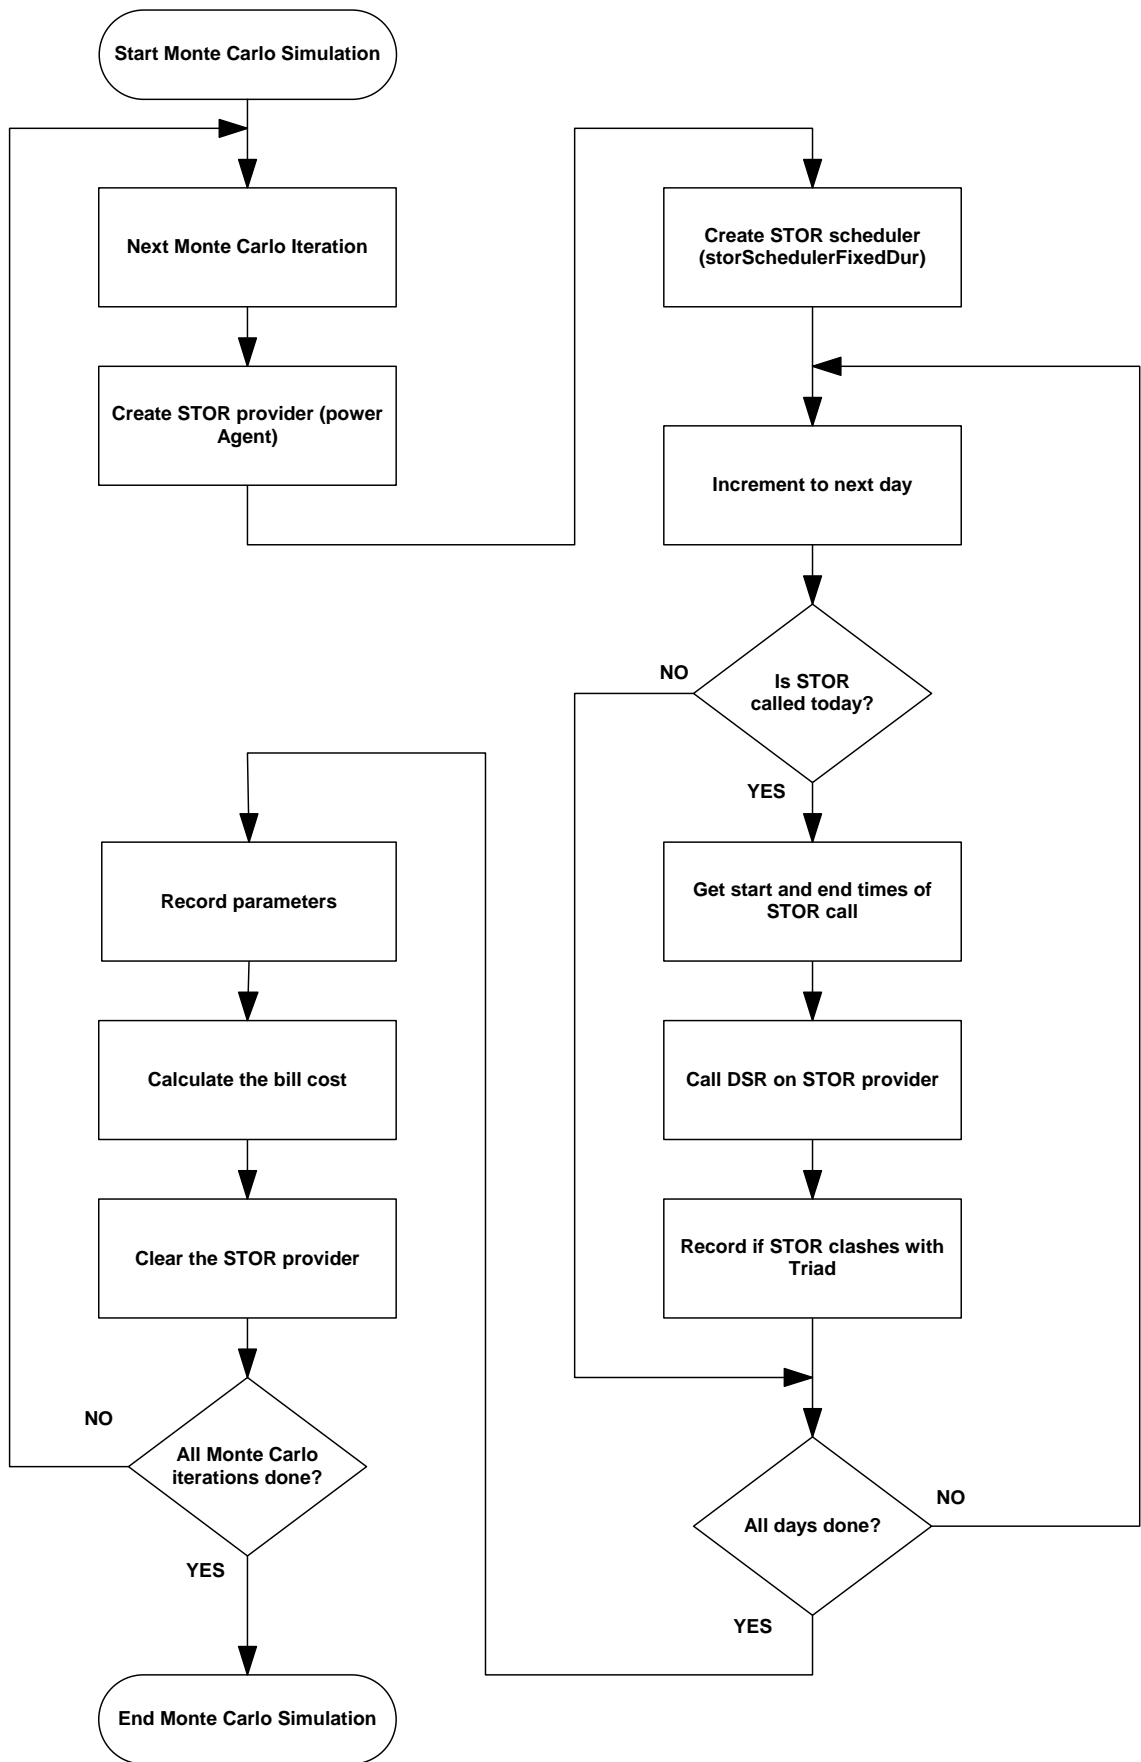 Start Monte Carlo Simulation
Next Monte Carlo Iteration
Create STOR provider (power
Agent)
Create STOR scheduler
(storSchedulerFixedDur)
Increment to next day
NO
Is STOR
called today?
YES
Get start and end times of
STOR call
Call DSR on STOR provider
Record if STOR clashes with
Triad
All days done?
NO
YES
Record parameters
Calculate the bill cost
Clear the STOR provider
NO
All Monte Carlo
iterations done?
YES
End Monte Carlo Simulation